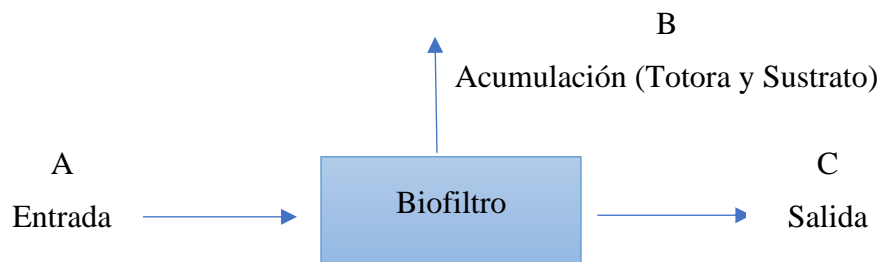 B
Acumulación (Totora y Sustrato)
A
Entrada
Biofiltro
C
Salida